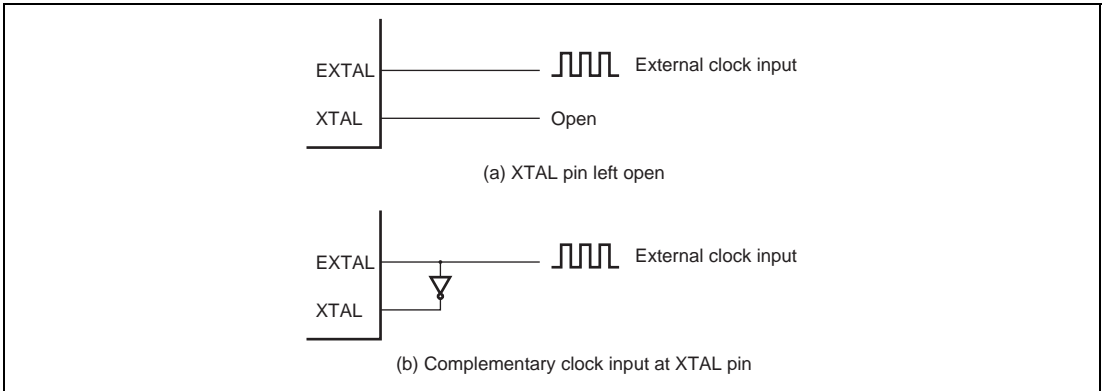 EXTAL External clock input
XTAL Open
(a) XTAL pin left open
EXTAL External clock input
XTAL
(b) Complementary clock input at XTAL pin